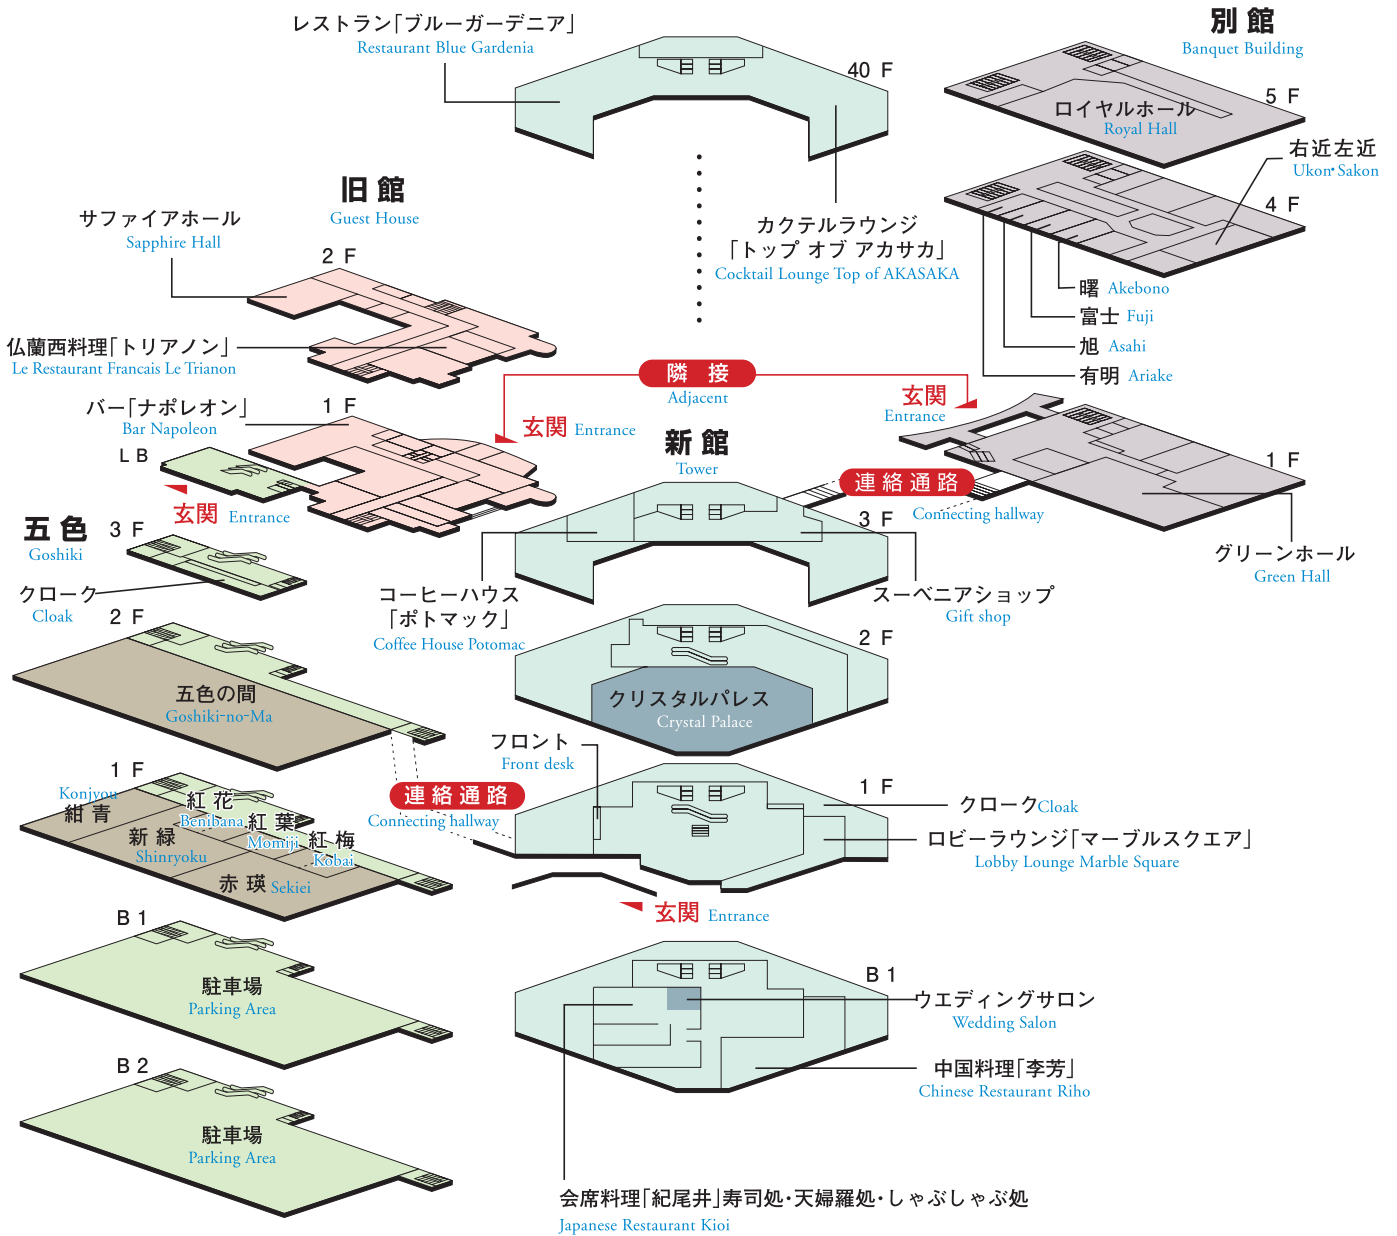 レストラン「ブルーガーデニア」
Restaurant Blue Gardenia
40 F
カクテルラウンジ
「トップ オブ アカサカ」
Cocktail Lounge Top of AKASAKA
別館
Banquet Building
5 F
ロイヤルホール
Royal Hall
右近左近
Ukon・Sakon
4 F
曙 Akebono
富士 Fuji
旭 Asahi
有明 Ariake
旧館
Guest House
サファイアホール
Sapphire Hall
2 F
仏蘭西料理「トリアノン」
Le Restaurant Francais Le Trianon
バー「ナポレオン」
Bar Napoleon
1 F
L B
玄関 Entrance
隣接
Adjacent
玄関 Entrance
玄関
Entrance
新館
Tower
連絡通路
Connecting hallway
1 F
グリーンホール
Green Hall
3 F
コーヒーハウス
「ポトマック」
Coffee House Potomac
スーベニアショップ
Gift shop
五色
Goshiki
3 F
クローク
Cloak
2 F
五色の間
Goshiki-no-Ma
2 F
クリスタルパレス
Crystal Palace
フロント
Front desk
連絡通路
Connecting hallway
1 F
クローク Cloak
ロビーラウンジ「マーブルスクエア」
Lobby Lounge Marble Square
玄関 Entrance
1 F
Konjyou
紺青
紅花
Benibana
紅葉
Momiji
紅梅
Kobai
新緑
Shinryoku
赤瑛 Sekiei
B 1
駐車場
Parking Area
B 2
駐車場
Parking Area
B 1
ウエディングサロン
Wedding Salon
中国料理「李芳」
Chinese Restaurant Riho
会席料理「紀尾井」寿司処・天婦羅処・しゃぶしゃぶ処
Japanese Restaurant Kioi